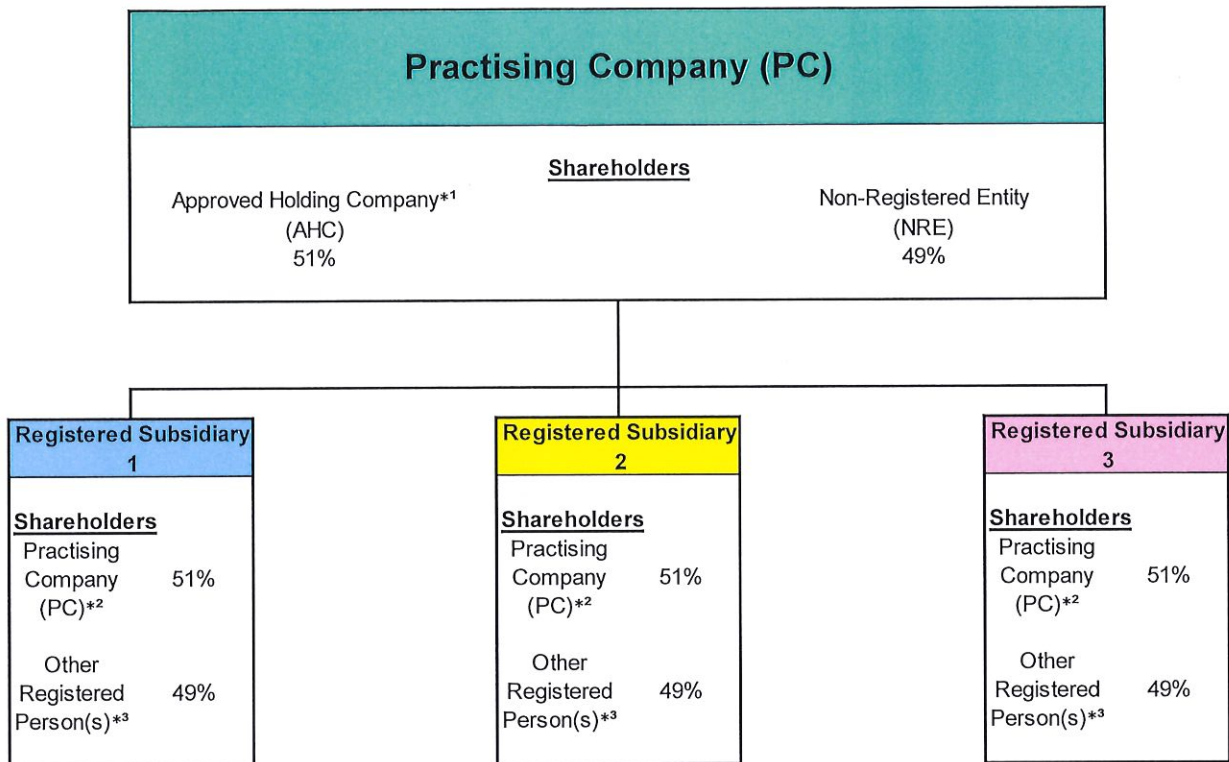 Practising Company (PC)
Shareholders
Approved Holding Company*¹
(AHC)
51%
Non-Registered Entity
(NRE)
49%
Registered Subsidiary
1
Shareholders
Practising
Company 51%
(PC)*²
Other
Registered 49%
Person(s)*³
Registered Subsidiary
2
Shareholders
Practising
Company 51%
(PC)*²
Other
Registered 49%
Person(s)*³
Registered Subsidiary
3
Shareholders
Practising
Company 51%
(PC)*²
Other
Registered 49%
Person(s)*³